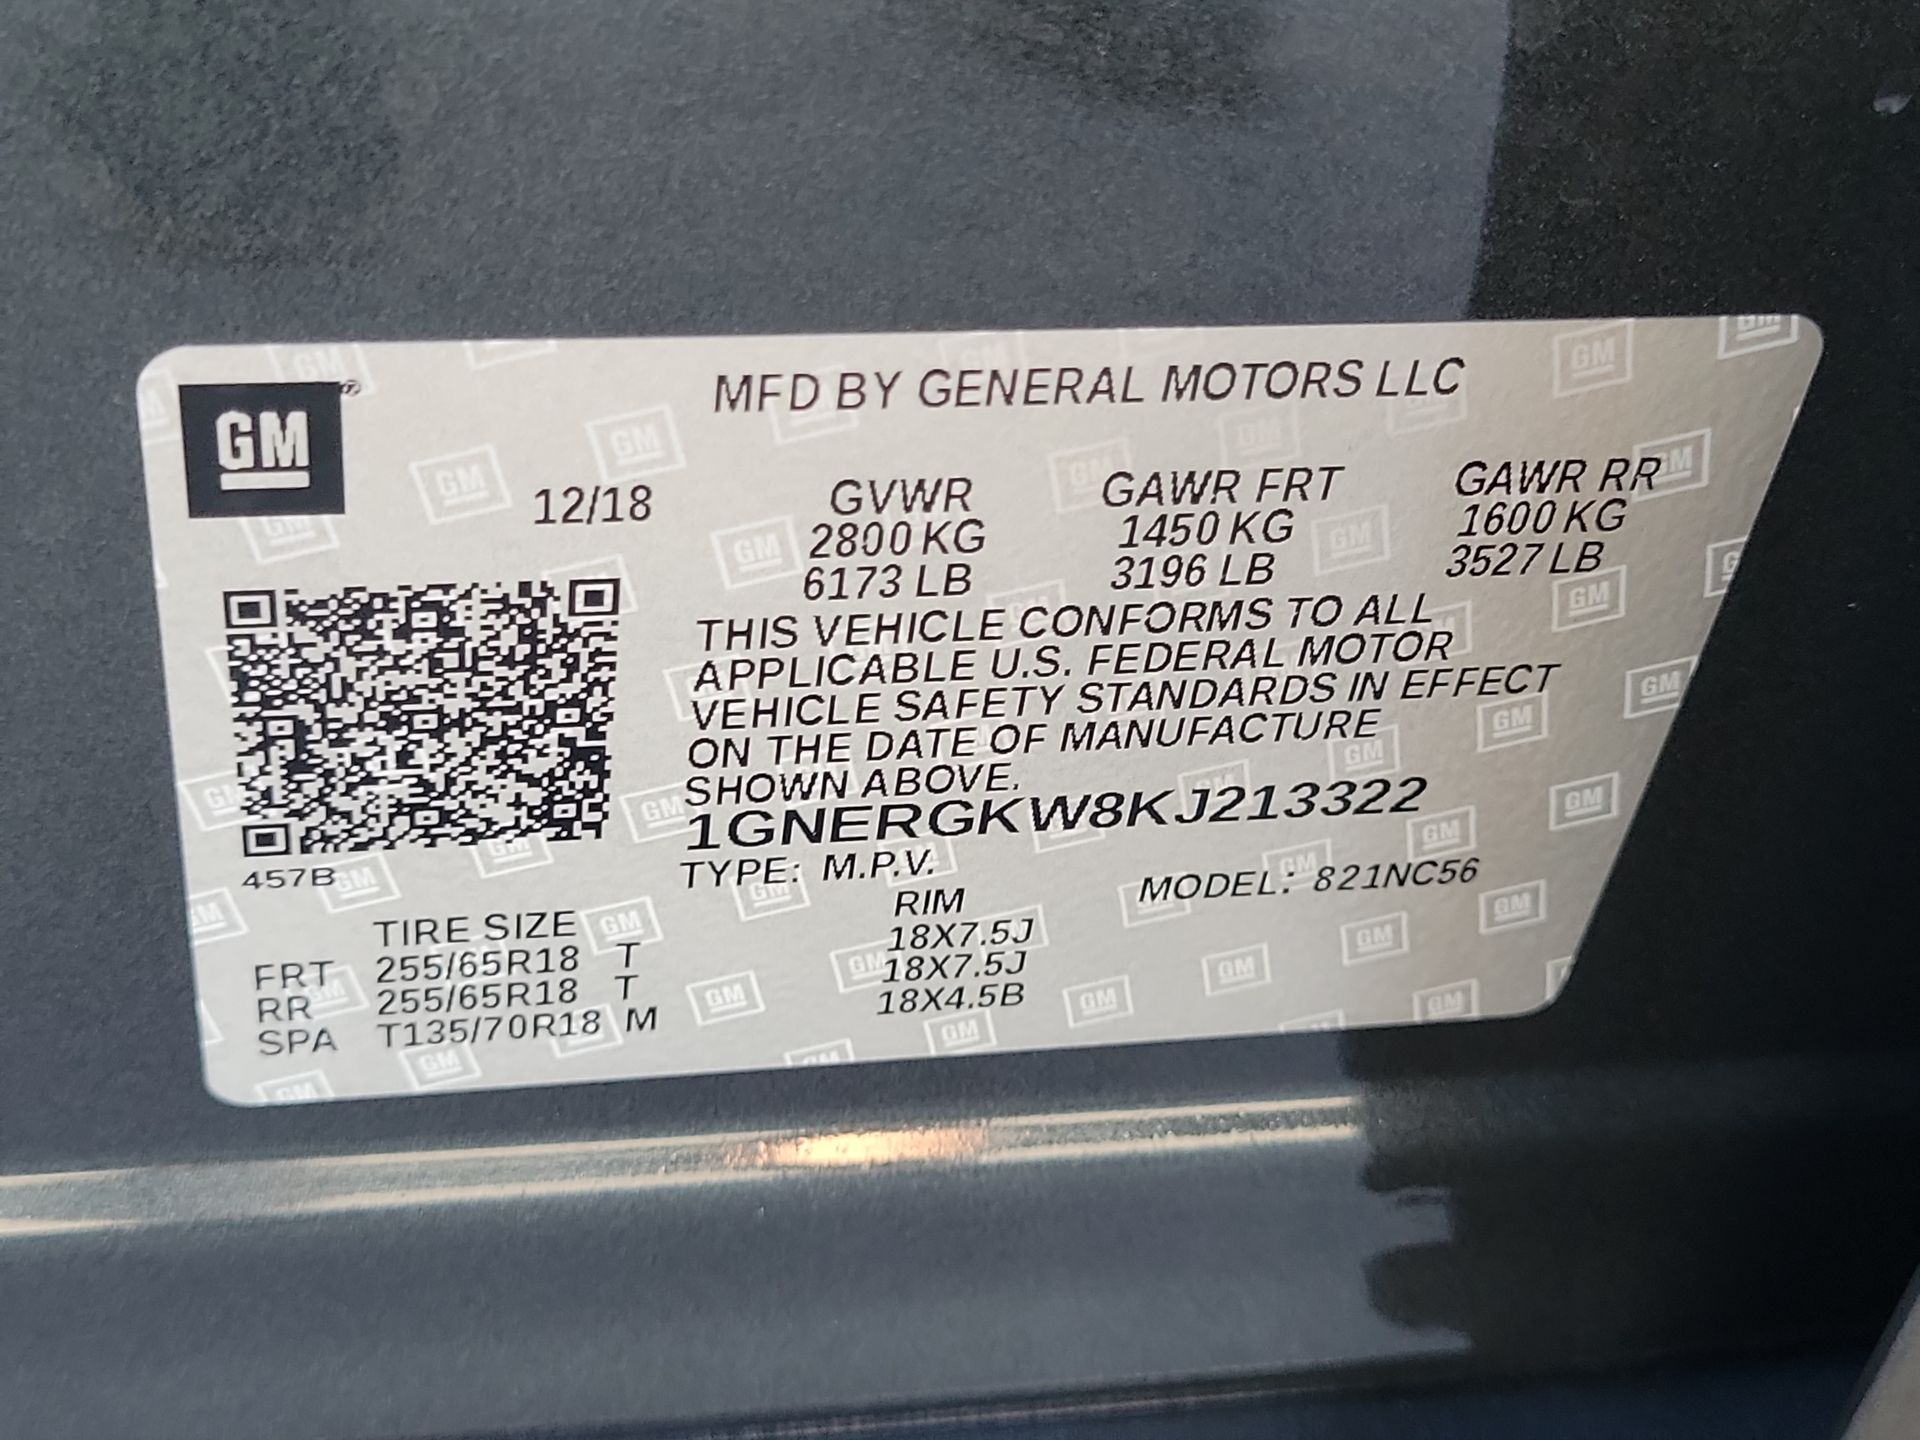 GM
MFD BY GENERAL MOTORS LLC
12/18
GVWR GAWR FRT GAWR RR
2800 KG 1450 KG 1600 KG
6173 LB 3196 LB 3527 LB
THIS VEHICLE CONFORMS TO ALL
APPLICABLE U.S. FEDERAL MOTOR
VEHICLE SAFETY STANDARDS IN EFFECT
ON THE DATE OF MANUFACTURE
SHOWN ABOVE.
1GNERGKW8KJ213322
TYPE: M.P.V. MODEL: 821NC56
457B
TIRE SIZE RIM
FRT 255/65R18 T 18X7.5J
RR 255/65R18 T 18X7.5J
SPA T135/70R18 M 18X4.5B